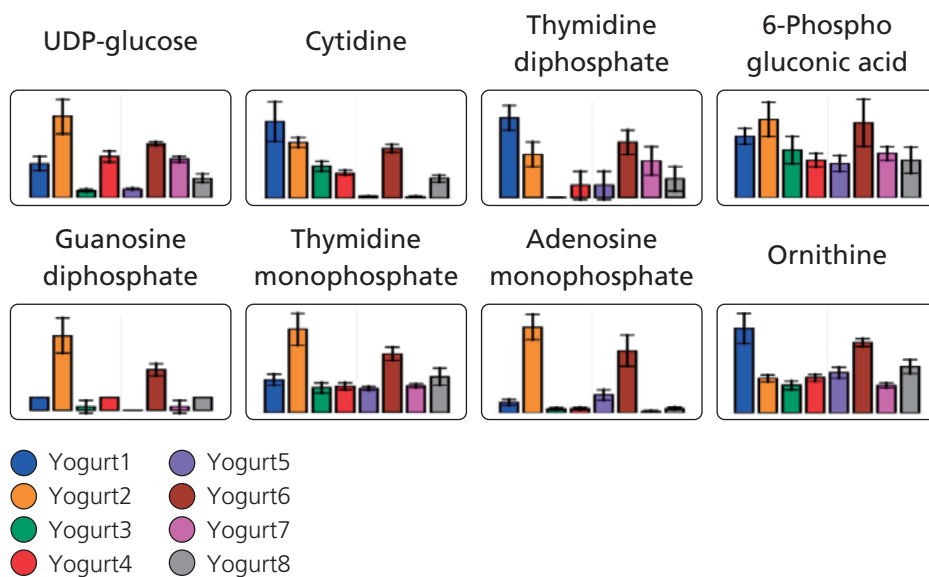 UDP-glucose
Cytidine
Thymidine
diphosphate
6-Phospho
gluconic acid
Guanosine
diphosphate
Thymidine
monophosphate
Adenosine
monophosphate
Ornithine
Yogurt1
Yogurt2
Yogurt3
Yogurt4
Yogurt5
Yogurt6
Yogurt7
Yogurt8